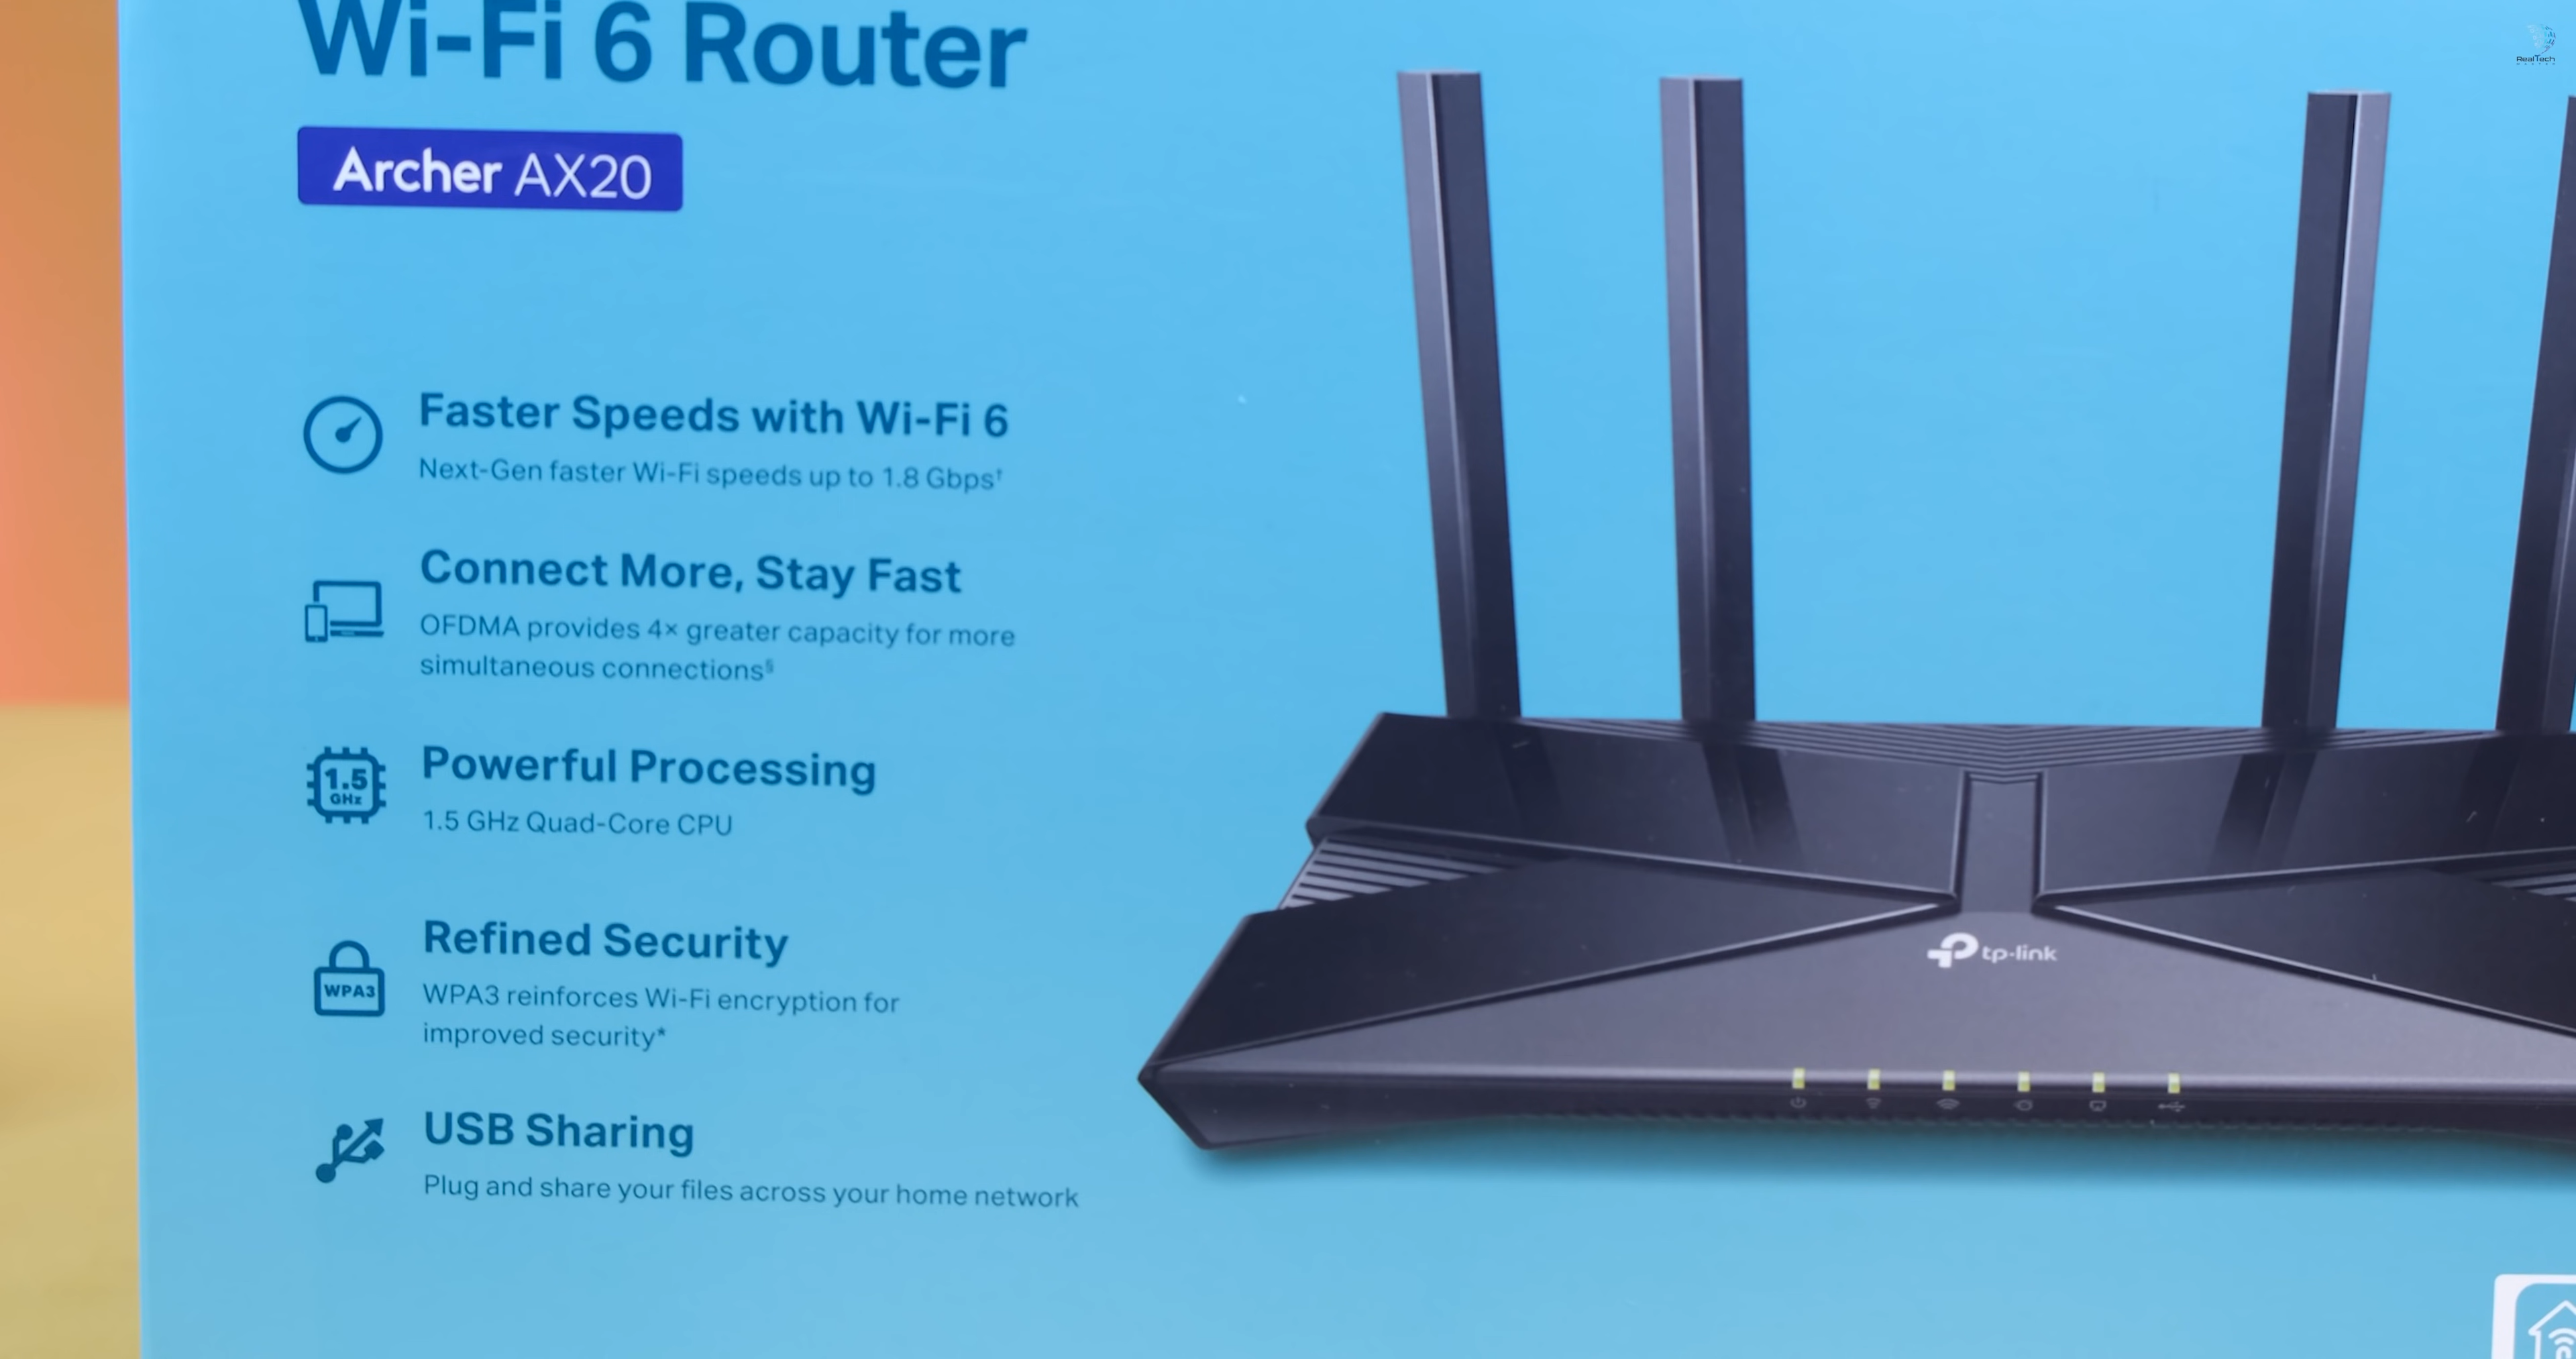 Wi-Fi 6 Router
Archer AX20
Faster Speeds with Wi-Fi 6
Next-Gen faster Wi-Fi speeds up to 1.8 Gbps†
Connect More, Stay Fast
OFDMA provides 4× greater capacity for more
simultaneous connections§
1.5
GHz
Powerful Processing
1.5 GHz Quad-Core CPU
WPA3
Refined Security
WPA3 reinforces Wi-Fi encryption for
improved security*
USB Sharing
Plug and share your files across your home network
tp-link
RealTech